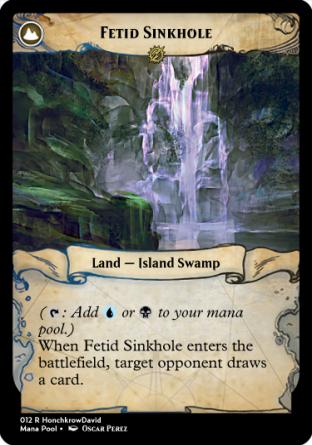 FETID SINKHOLE
Land — Island Swamp
( : Add or to your mana
pool.)
When Fetid Sinkhole enters the
battlefield, target opponent draws
a card.
012 R HonchkrowDavid
Mana Pool • OSCAR PEREZ